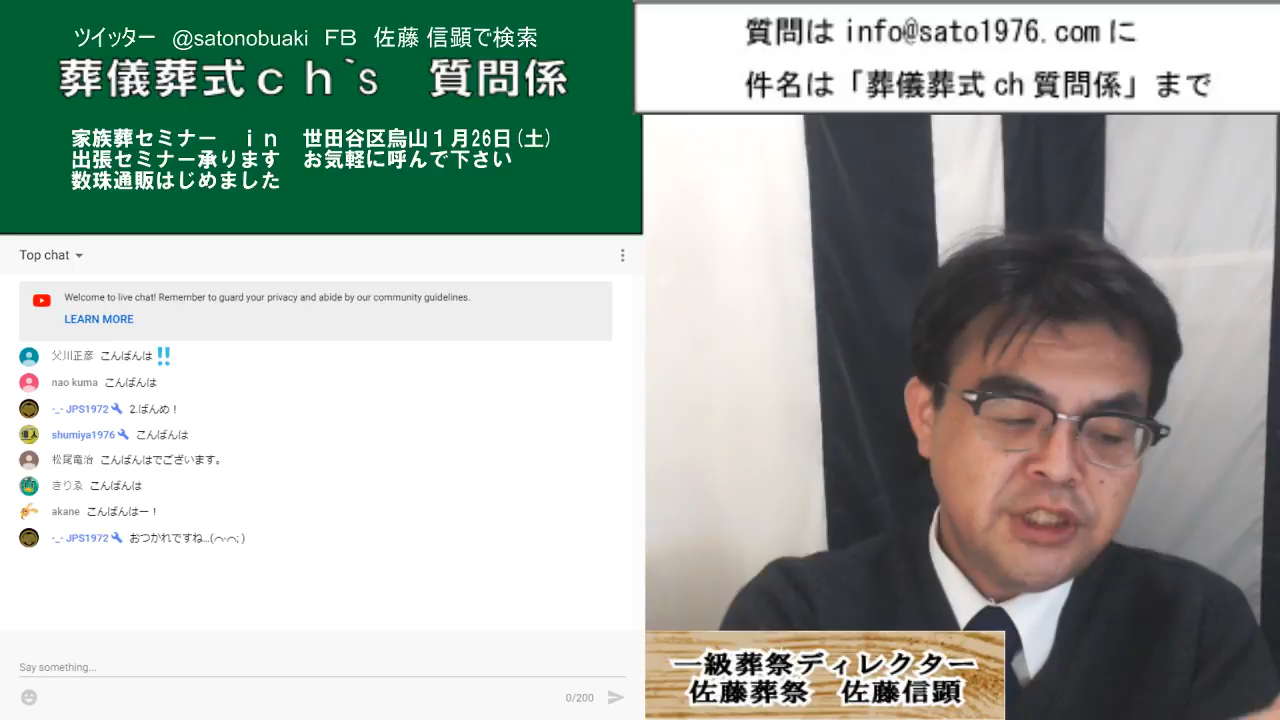 ツイッター @satonobuaki FB 佐藤 信顕で検索
葬儀葬式ch`s 質問係
家族葬セミナー in 世田谷区烏山1月26日(土)
出張セミナー承ります お気軽に呼んで下さい
数珠通販はじめました
質問は info@sato1976.com に
件名は「葬儀葬式 ch 質問係」まで
Top chat
Welcome to live chat! Remember to guard your privacy and abide by our community guidelines.
LEARN MORE
父川正彦 こんばんは‼
nao kuma こんばんは
-_- JPS1972 2.ばんめ！
shumiya1976 こんばんは
松尾竜治 こんばんはでございます。
きりゑ こんばんは
akane こんばんはー！
-_- JPS1972 おつかれですね...(⌒-⌒; )
Say something...
0/200
一級葬祭ディレクター
佐藤葬祭 佐藤信顕